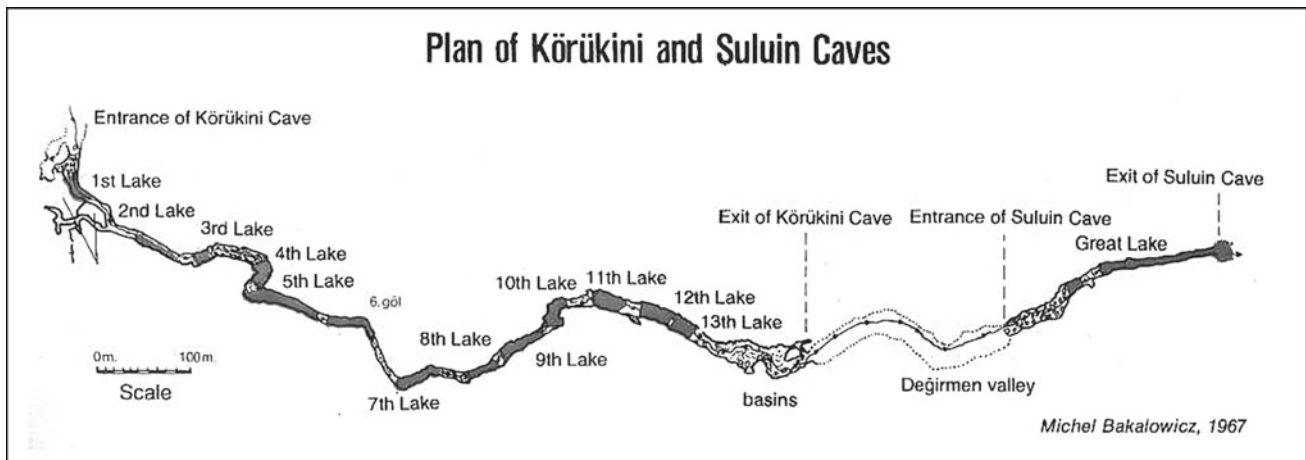 Plan of Körükini and Suluin Caves
Entrance of Körükini Cave
1st Lake
2nd Lake
3rd Lake
4th Lake
5th Lake
6.göl
7th Lake
8th Lake
9th Lake
10th Lake
11th Lake
12th Lake
13th Lake
basins
Exit of Körükini Cave
Entrance of Suluin Cave
Değirmen valley
Great Lake
Exit of Suluin Cave
0m. 100m.
Scale
Michel Bakalowicz, 1967